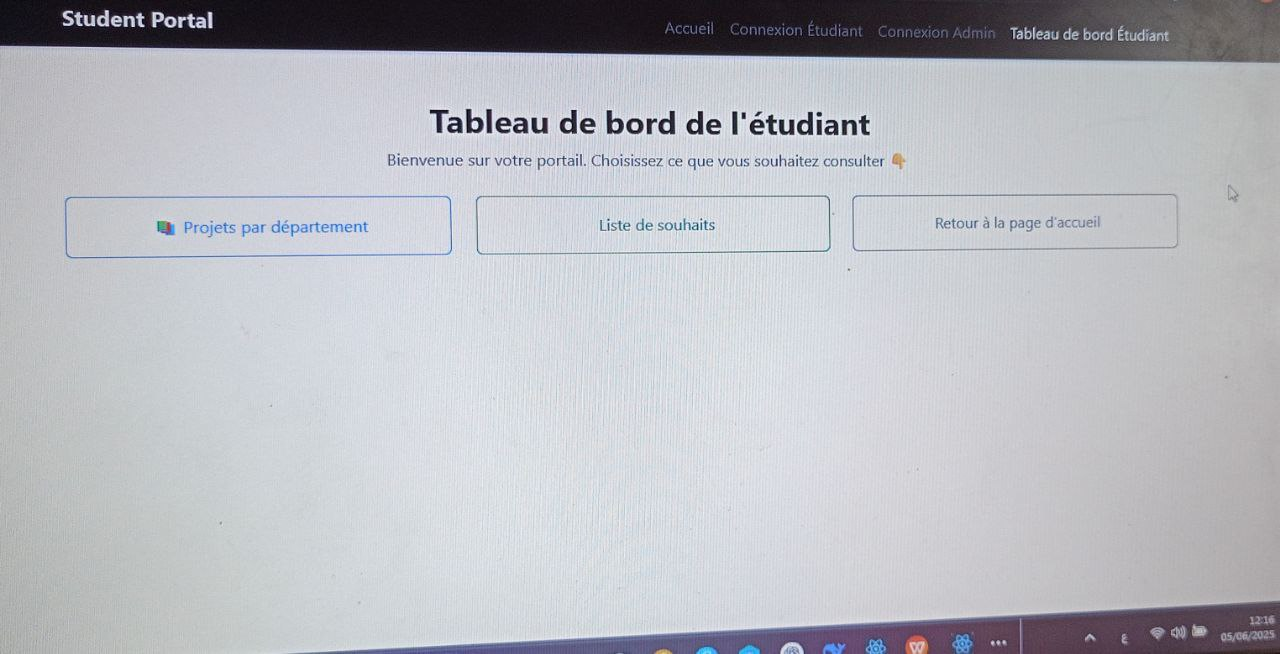 Student Portal
Accueil Connexion Étudiant Connexion Admin Tableau de bord Étudiant
Tableau de bord de l'étudiant
Bienvenue sur votre portail. Choisissez ce que vous souhaitez consulter 👇
📚 Projets par département
Liste de souhaits
Retour à la page d'accueil
ع
12:16
05/06/2025